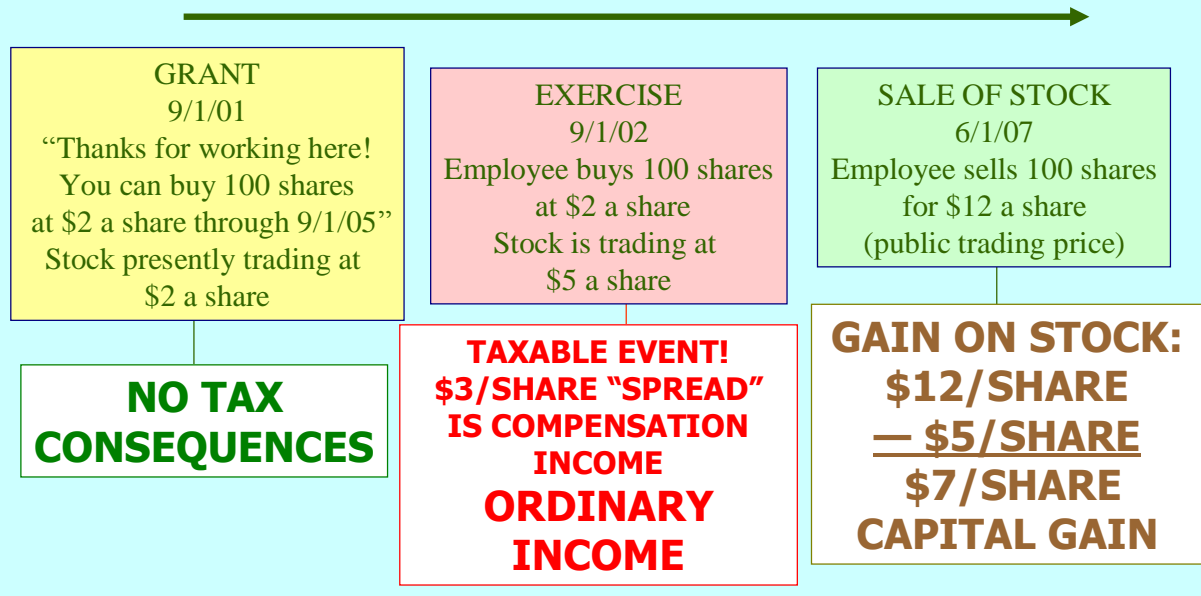 GRANT
9/1/01
“Thanks for working here!
You can buy 100 shares
at $2 a share through 9/1/05”
Stock presently trading at
$2 a share
NO TAX
CONSEQUENCES
EXERCISE
9/1/02
Employee buys 100 shares
at $2 a share
Stock is trading at
$5 a share
TAXABLE EVENT!
$3/SHARE “SPREAD”
IS COMPENSATION
INCOME
ORDINARY
INCOME
SALE OF STOCK
6/1/07
Employee sells 100 shares
for $12 a share
(public trading price)
GAIN ON STOCK:
$12/SHARE
— $5/SHARE
$7/SHARE
CAPITAL GAIN